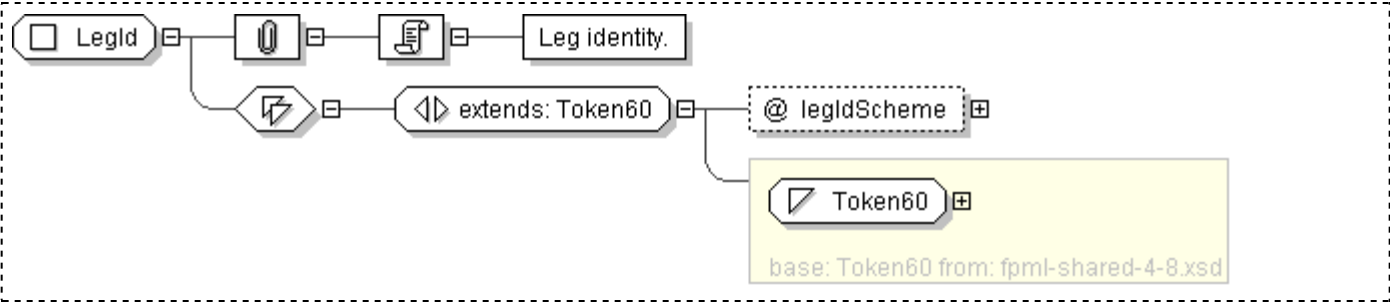 LegId
Leg identity.
extends: Token60
@ legIdScheme
Token60
base: Token60 from: fpml-shared-4-8.xsd